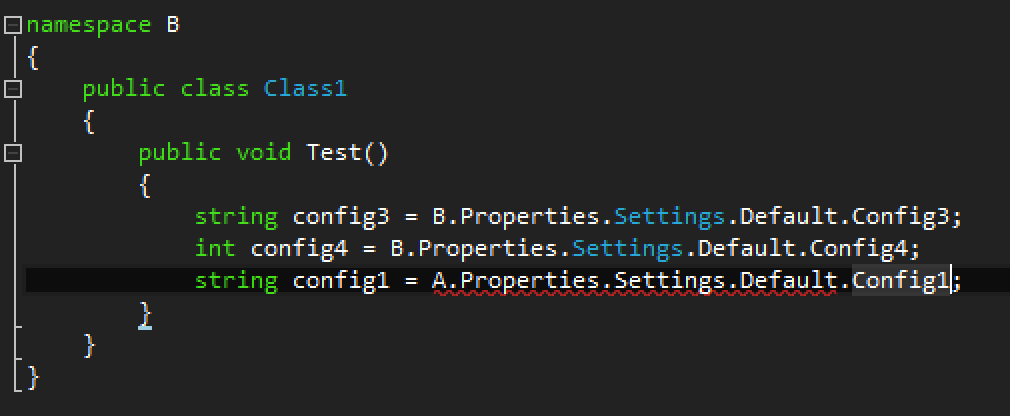 namespace B
{
    public class Class1
    {
        public void Test()
        {
            string config3 = B.Properties.Settings.Default.Config3;
            int config4 = B.Properties.Settings.Default.Config4;
            string config1 = A.Properties.Settings.Default.Config1;
        }
    }
}